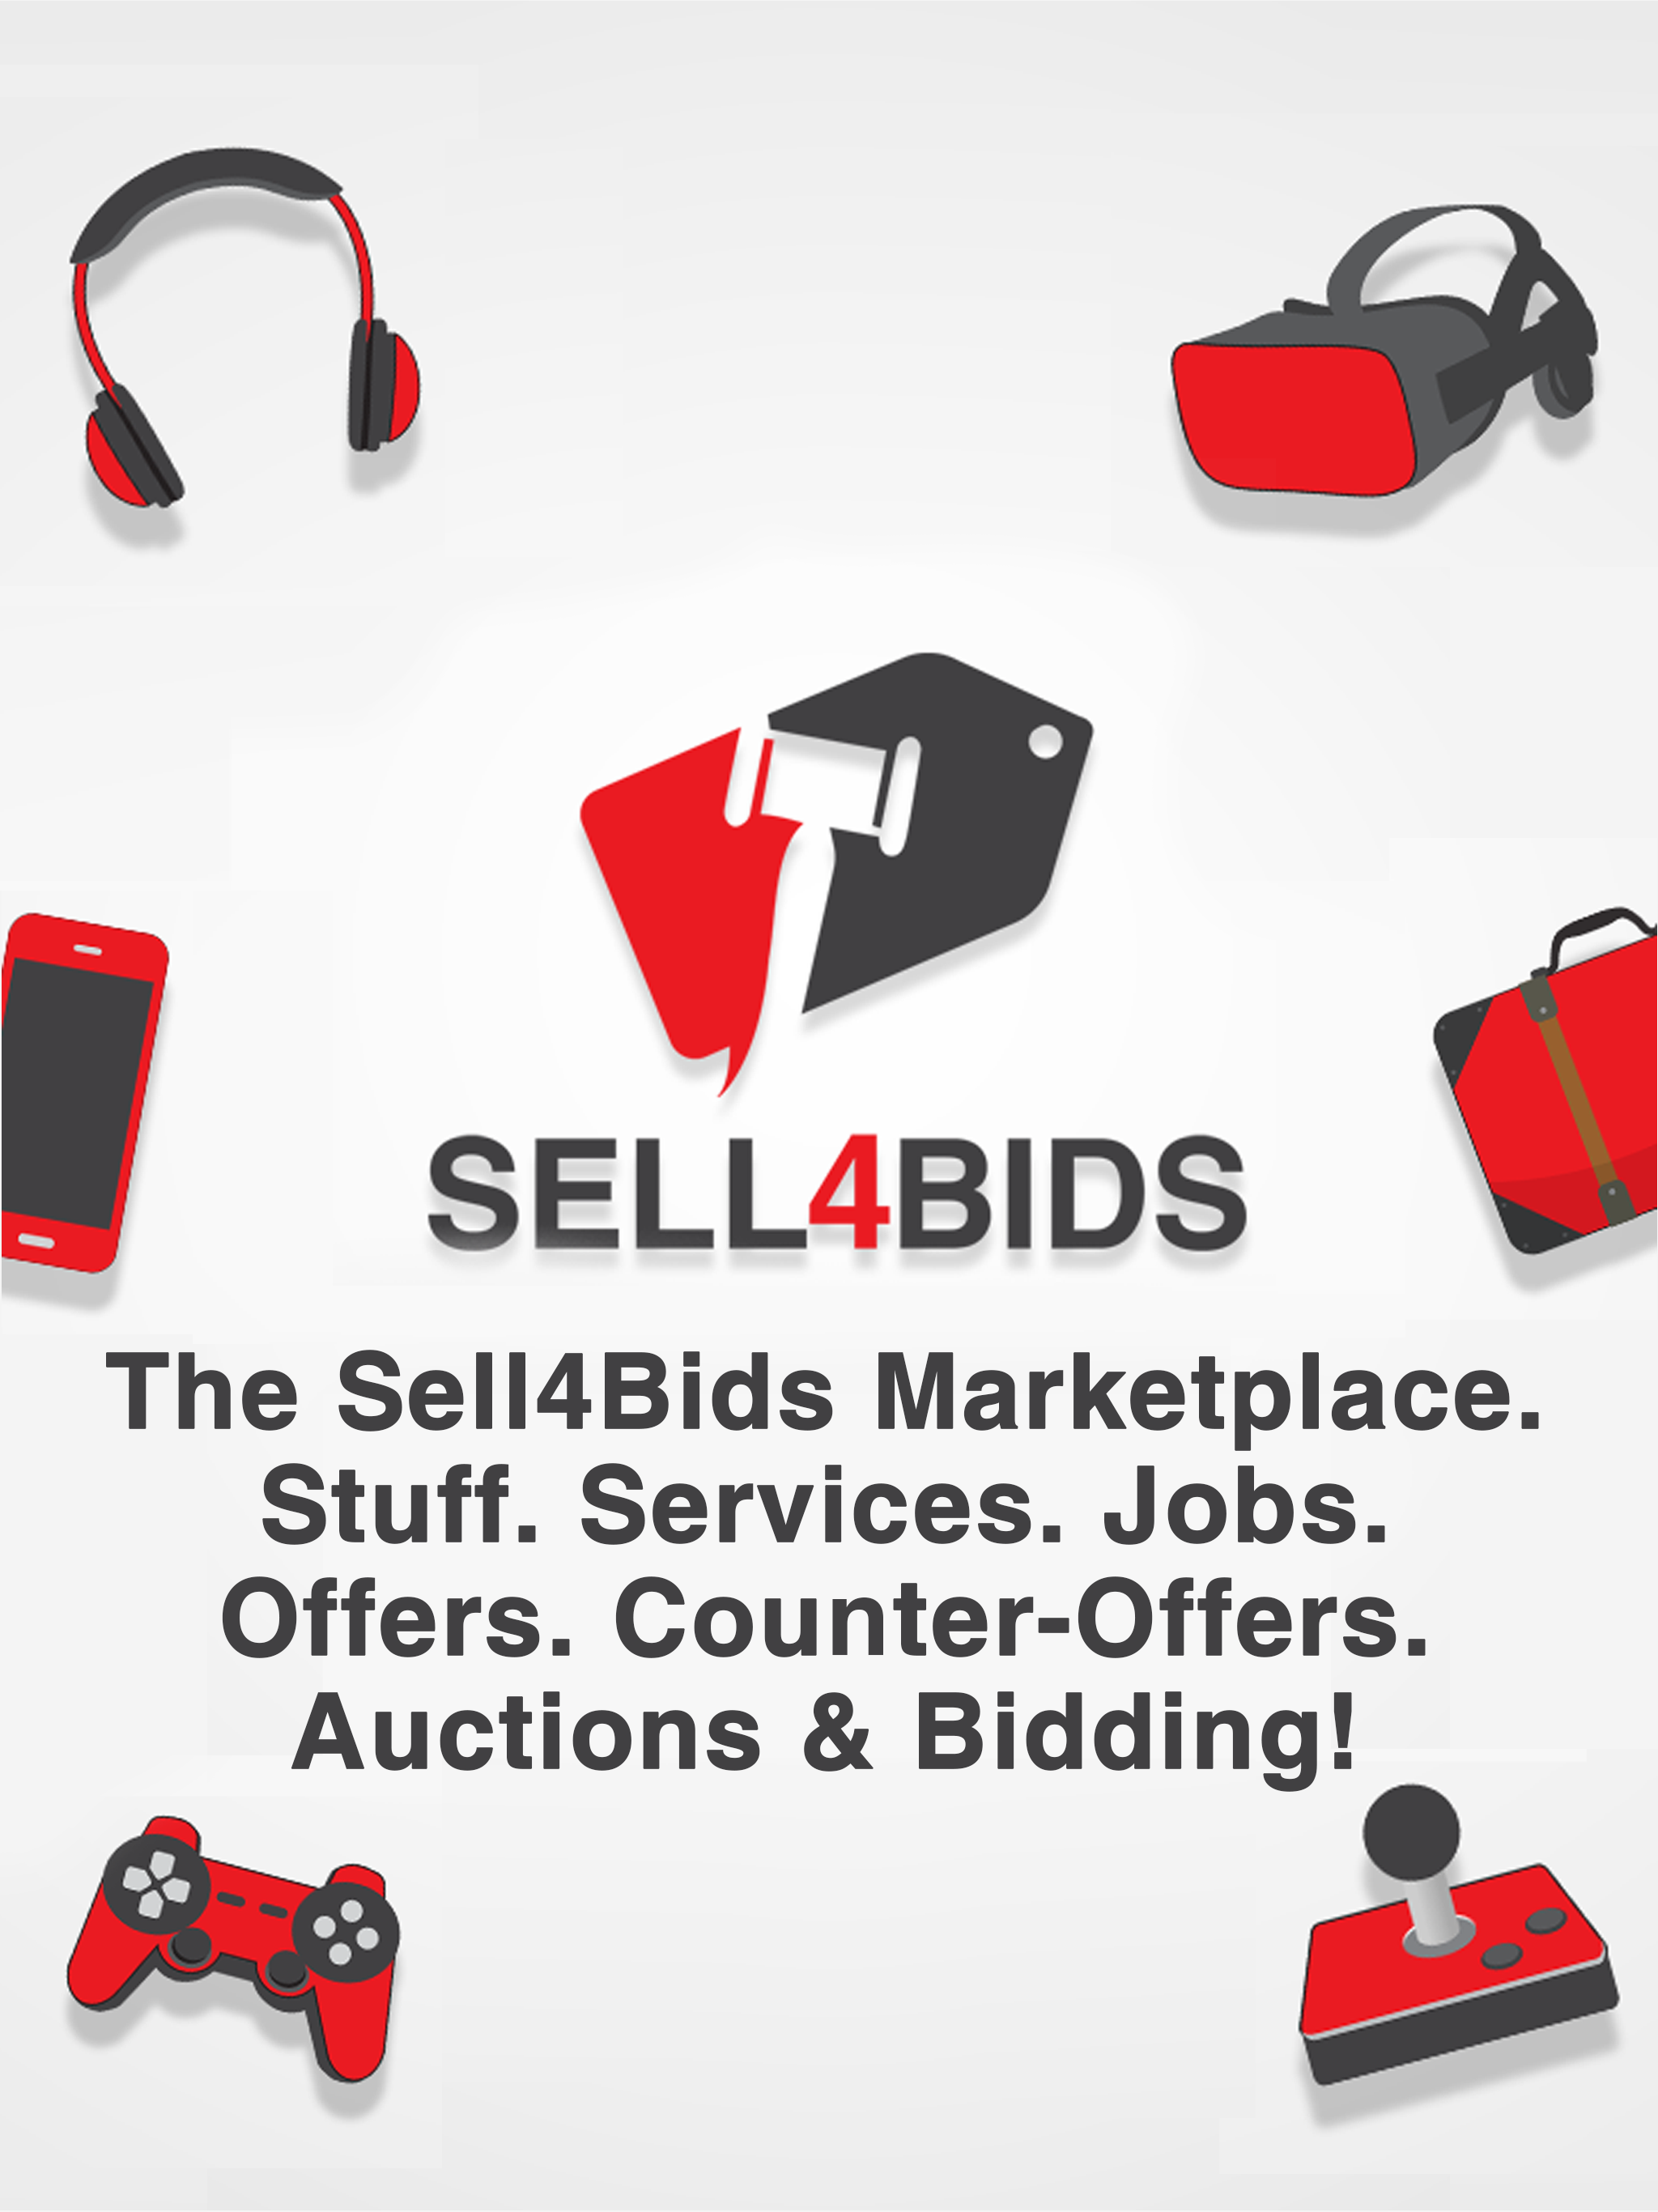 SELL4BIDS
The Sell4Bids Marketplace.
Stuff. Services. Jobs.
Offers. Counter-Offers.
Auctions & Bidding!